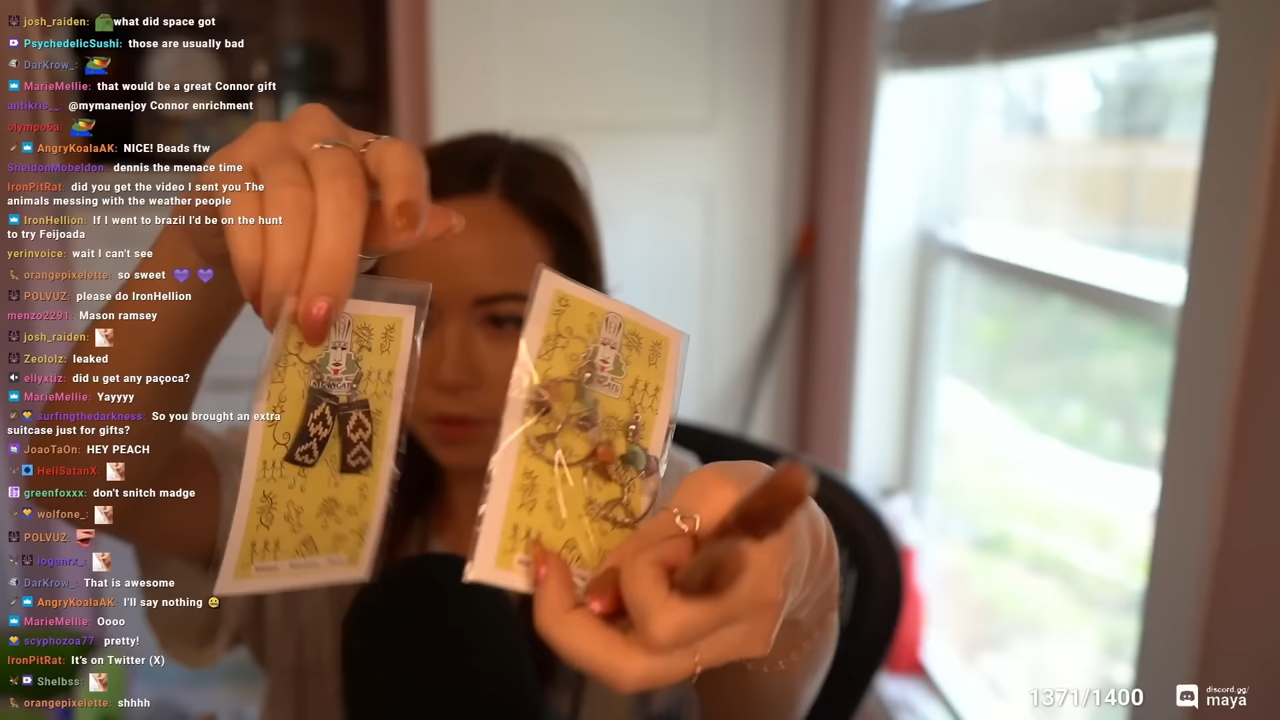 josh_raiden: what did space got
PsychedelicSushi: those are usually bad
DarKrow_:
MarieMellie: that would be a great Connor gift
antikris__: @mymanenjoy Connor enrichment
olympo6a:
AngryKoalaAK: NICE! Beads ftw
SheldonMobeldon: dennis the menace time
IronPitRat: did you get the video I sent you The
animals messing with the weather people
IronHellion: If I went to brazil I'd be on the hunt
to try Feijoada
yerinvoice: wait I can't see
orangepixelette: so sweet
POLVUZ: please do IronHellion
menzo2291: Mason ramsey
josh_raiden:
Zeololz: leaked
ellyxtiz: did u get any paçoca?
MarieMellie: Yayyyy
surfingthedarkness: So you brought an extra
suitcase just for gifts?
JoaoTaOn: HEY PEACH
HellSatanX:
greenfoxxx: don't snitch madge
wolfone_:
POLVUZ:
loganrx_:
DarKrow_: That is awesome
AngryKoalaAK: I'll say nothing
MarieMellie: Oooo
scyphozoa77: pretty!
IronPitRat: It's on Twitter (X)
Shelbss:
orangepixelette: shhhh
1371/1400
discord.gg/
maya